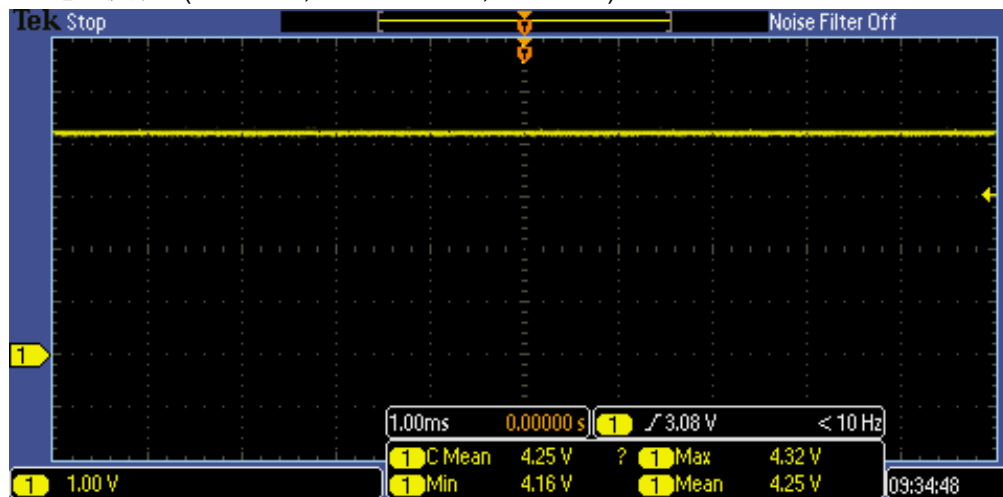 Tek Stop Noise Filter Off
1
1.00ms 0.00000 s 1 3.08 V < 10 Hz
1 C Mean 4.25 V ? 1 Max 4.32 V
1 1.00 V 1 Min 4.16 V 1 Mean 4.25 V 09:34:48